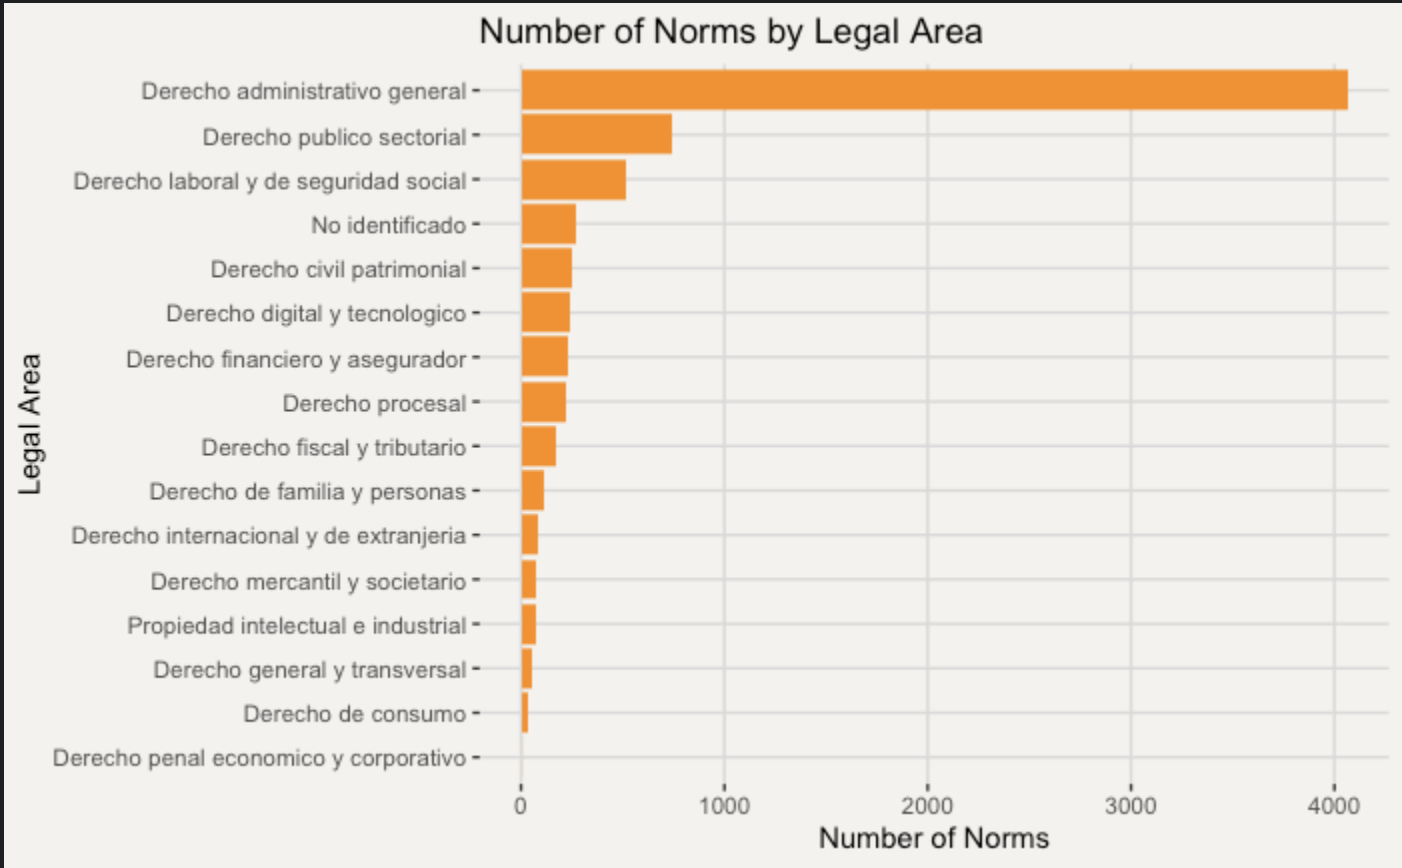 Number of Norms by Legal Area
Derecho administrativo general
Derecho publico sectorial
Derecho laboral y de seguridad social
No identificado
Derecho civil patrimonial
Derecho digital y tecnologico
Derecho financiero y asegurador
Derecho procesal
Derecho fiscal y tributario
Derecho de familia y personas
Derecho internacional y de extranjeria
Derecho mercantil y societario
Propiedad intelectual e industrial
Derecho general y transversal
Derecho de consumo
Derecho penal economico y corporativo
Legal Area
0 1000 2000 3000 4000
Number of Norms